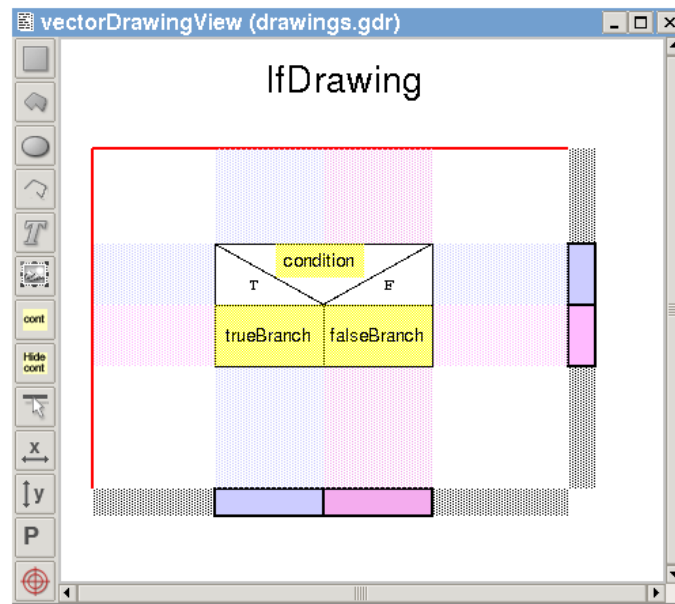 vectorDrawingView (drawings.gdr)
IfDrawing
condition
T F
trueBranch falseBranch
T
cont
Hide
cont
x
y
P